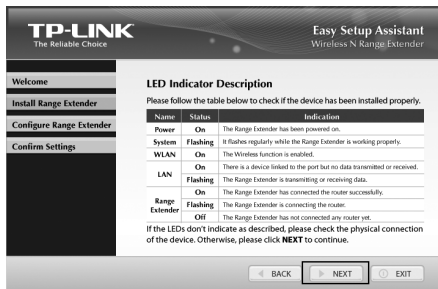 TP-LINK
The Reliable Choice
Easy Setup Assistant
Wireless N Range Extender
Welcome
Install Range Extender
Configure Range Extender
Confirm Settings
LED Indicator Description
Please follow the table below to check if the device has been installed properly.
Name Status Indication
Power On The Range Extender has been powered on.
System Flashing It flashes regularly while the Range Extender is working properly.
WLAN On The Wireless function is enabled.
LAN On There is a device linked to the port but no data transmitted or received.
Flashing The Range Extender is transmitting or receiving data.
Range Extender On The Range Extender has connected the router successfully.
Flashing The Range Extender is connecting the router.
Off The Range Extender has not connected any router yet.
If the LEDs don't indicate as described, please check the physical connection
of the device. Otherwise, please click NEXT to continue.
BACK NEXT EXIT